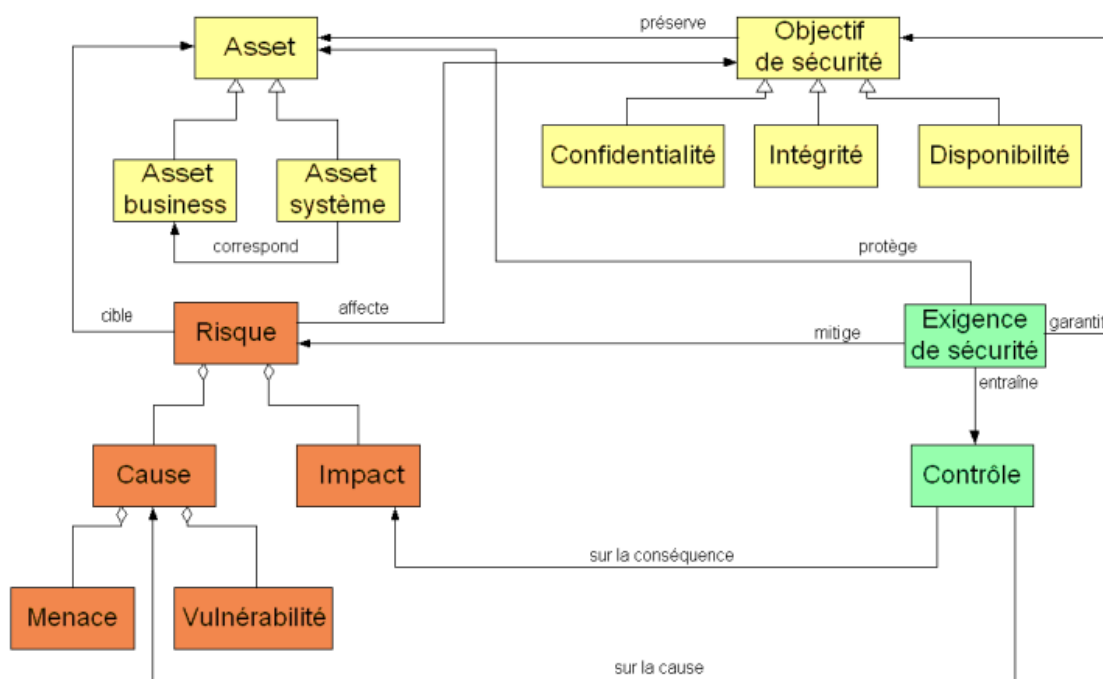 préserve
Asset
Objectif
de sécurité
Confidentialité
Intégrité
Disponibilité
Asset
business
Asset
système
correspond
protège
cible
affecte
Risque
mitige
Exigence
de sécurité
garantit
entraîne
Cause
Impact
Contrôle
sur la conséquence
Menace
Vulnérabilité
sur la cause